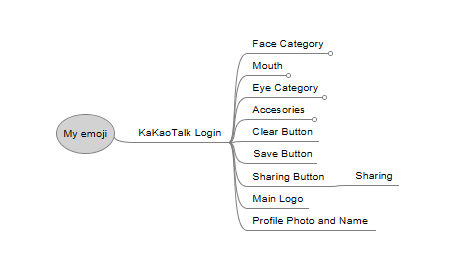 My emoji
KaKaoTalk Login
Face Category
Mouth
Eye Category
Accesories
Clear Button
Save Button
Sharing Button
Sharing
Main Logo
Profile Photo and Name